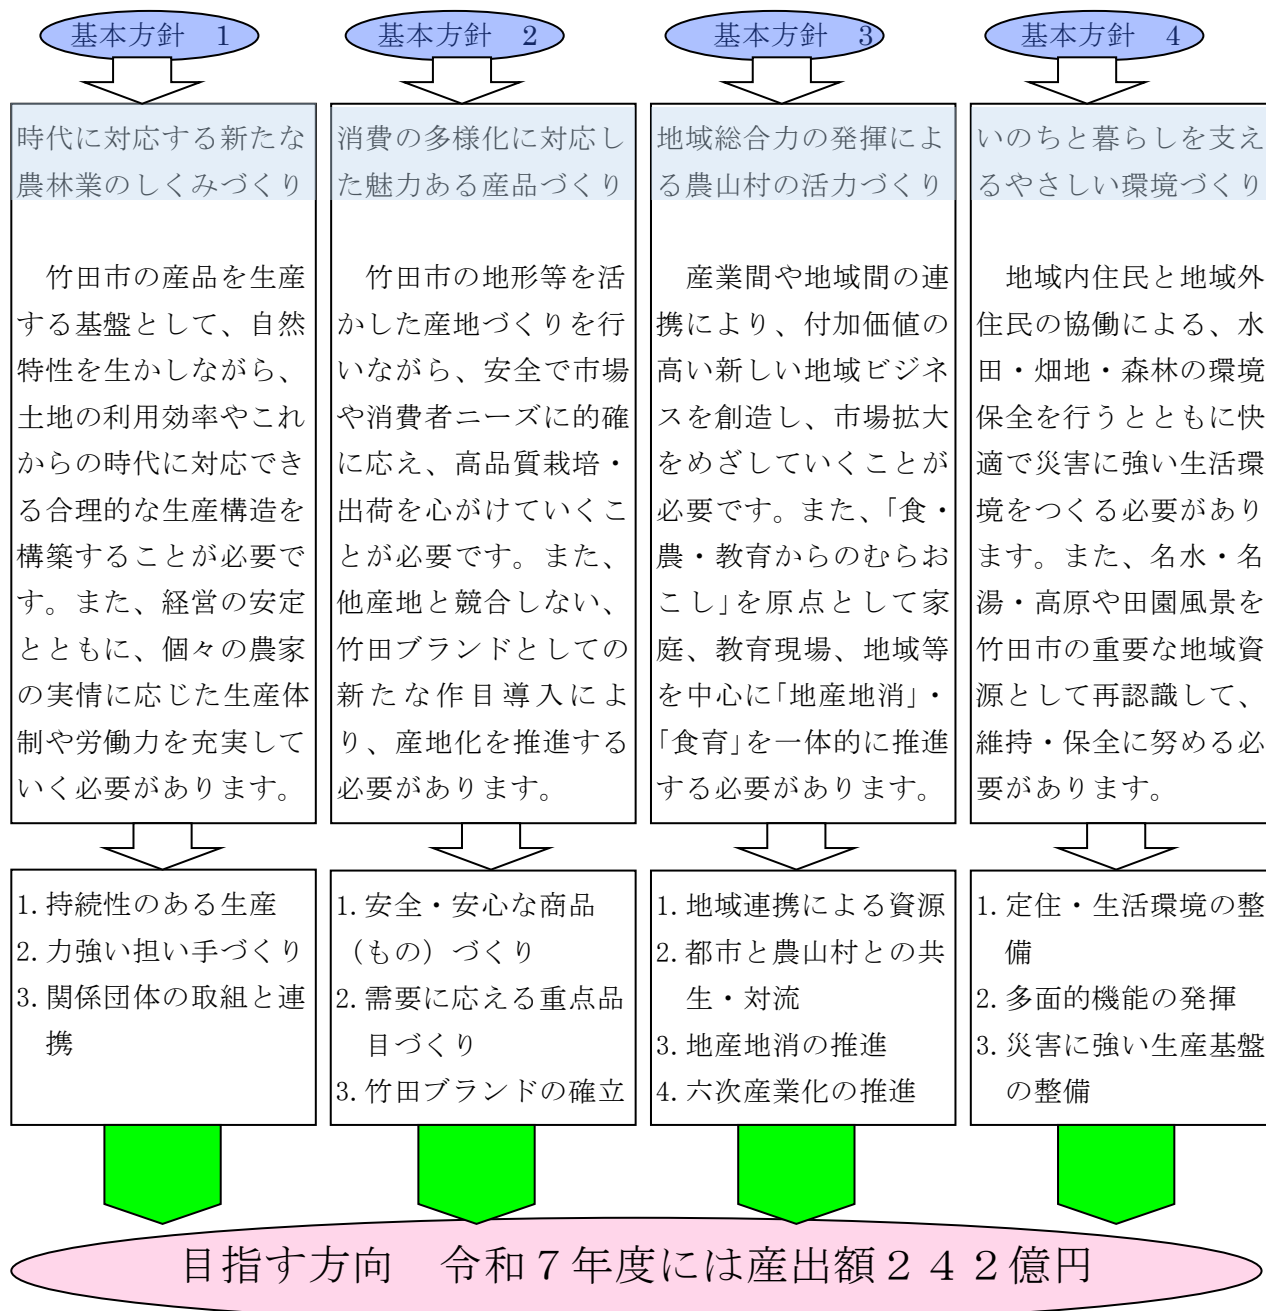 基本方針　1
時代に対応する新たな
農林業のしくみづくり
　竹田市の産品を生産
する基盤として、自然
特性を生かしながら、
土地の利用効率やこれ
からの時代に対応でき
る合理的な生産構造を
構築することが必要で
す。また、経営の安定
とともに、個々の農家
の実情に応じた生産体
制や労働力を充実して
いく必要があります。
1.持続性のある生産
2.力強い担い手づくり
3.関係団体の取組と連
携
基本方針　2
消費の多様化に対応し
た魅力ある産品づくり
　竹田市の地形等を活
かした産地づくりを行
いながら、安全で市場
や消費者ニーズに的確
に応え、高品質栽培・
出荷を心がけていくこ
とが必要です。また、
他産地と競合しない、
竹田ブランドとしての
新たな作目導入によ
り、産地化を推進する
必要があります。
1.安全・安心な商品
（もの）づくり
2.需要に応える重点品
目づくり
3.竹田ブランドの確立
基本方針　3
地域総合力の発揮によ
る農山村の活力づくり
　産業間や地域間の連
携により、付加価値の
高い新しい地域ビジネ
スを創造し、市場拡大
をめざしていくことが
必要です。また、「食・
農・教育からのむらお
こし」を原点として家
庭、教育現場、地域等
を中心に「地産地消」・
「食育」を一体的に推進
する必要があります。
1.地域連携による資源
2.都市と農山村との共
生・対流
3.地産地消の推進
4.六次産業化の推進
基本方針　4
いのちと暮らしを支え
るやさしい環境づくり
　地域内住民と地域外
住民の協働による、水
田・畑地・森林の環境
保全を行うとともに快
適で災害に強い生活環
境をつくる必要があり
ます。また、名水・名
湯・高原や田園風景を
竹田市の重要な地域資
源として再認識して、
維持・保全に努める必
要があります。
1.定住・生活環境の整
備
2.多面的機能の発揮
3.災害に強い生産基盤
の整備
目指す方向　令和７年度には産出額２４２億円